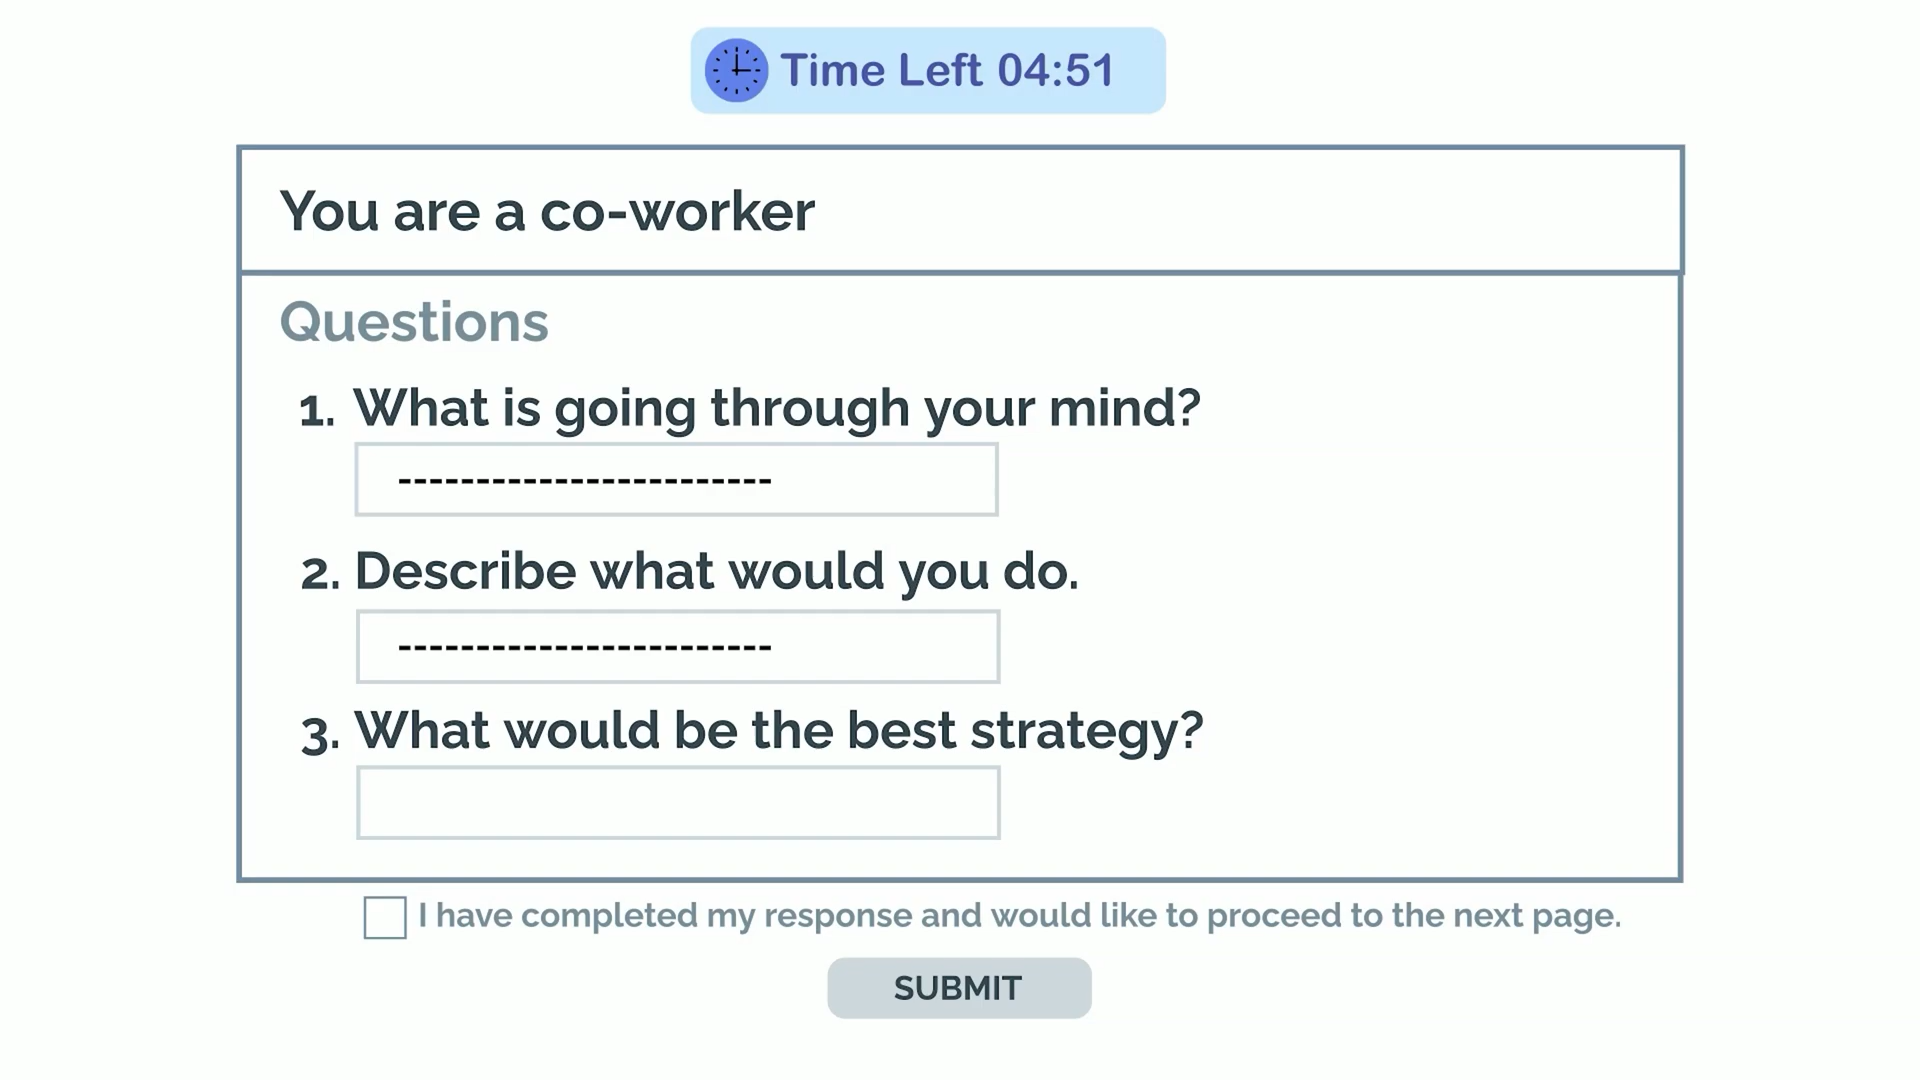 Time Left 04:51
You are a co-worker
Questions
1. What is going through your mind?
------------------------
2. Describe what would you do.
------------------------
3. What would be the best strategy?
I have completed my response and would like to proceed to the next page.
SUBMIT